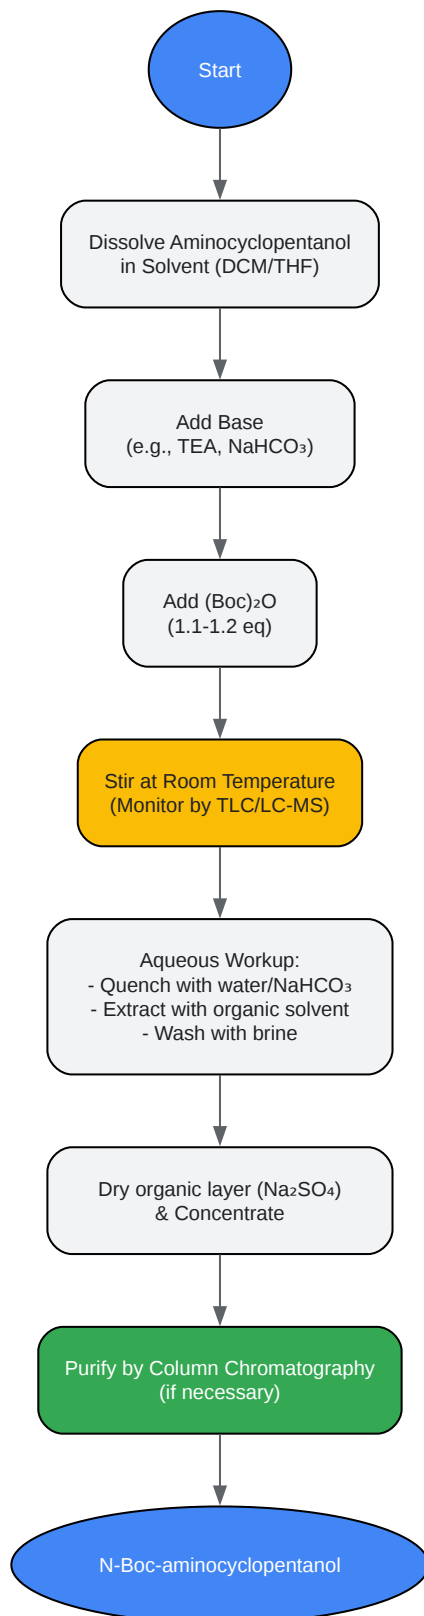 Start
Dissolve Aminocyclopentanol
in Solvent (DCM/THF)
Add Base
(e.g., TEA, NaHCO₃)
Add (Boc)₂O
(1.1-1.2 eq)
Stir at Room Temperature
(Monitor by TLC/LC-MS)
Aqueous Workup:
- Quench with water/NaHCO₃
- Extract with organic solvent
- Wash with brine
Dry organic layer (Na₂SO₄)
& Concentrate
Purify by Column Chromatography
(if necessary)
N-Boc-aminocyclopentanol